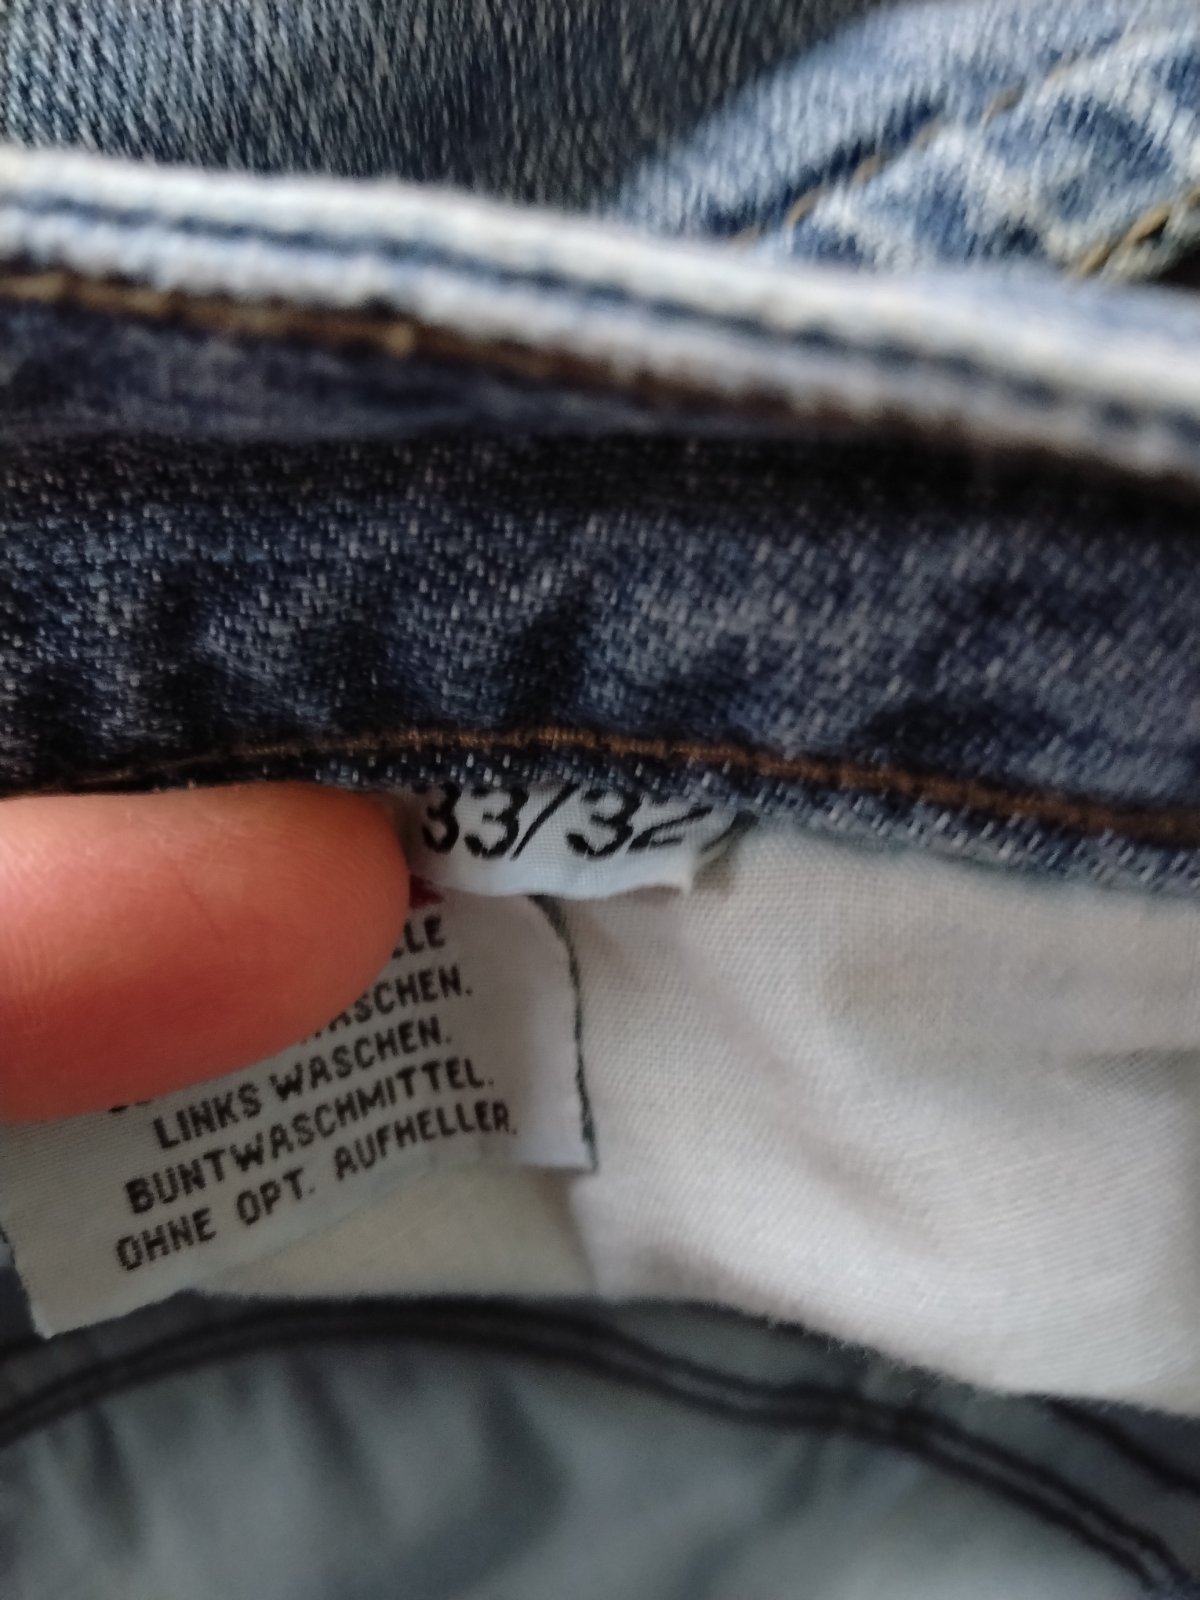 33/32
LINKS WASCHEN.
BUNTWASCHMITTEL.
OHNE OPT. AUFHELLER.